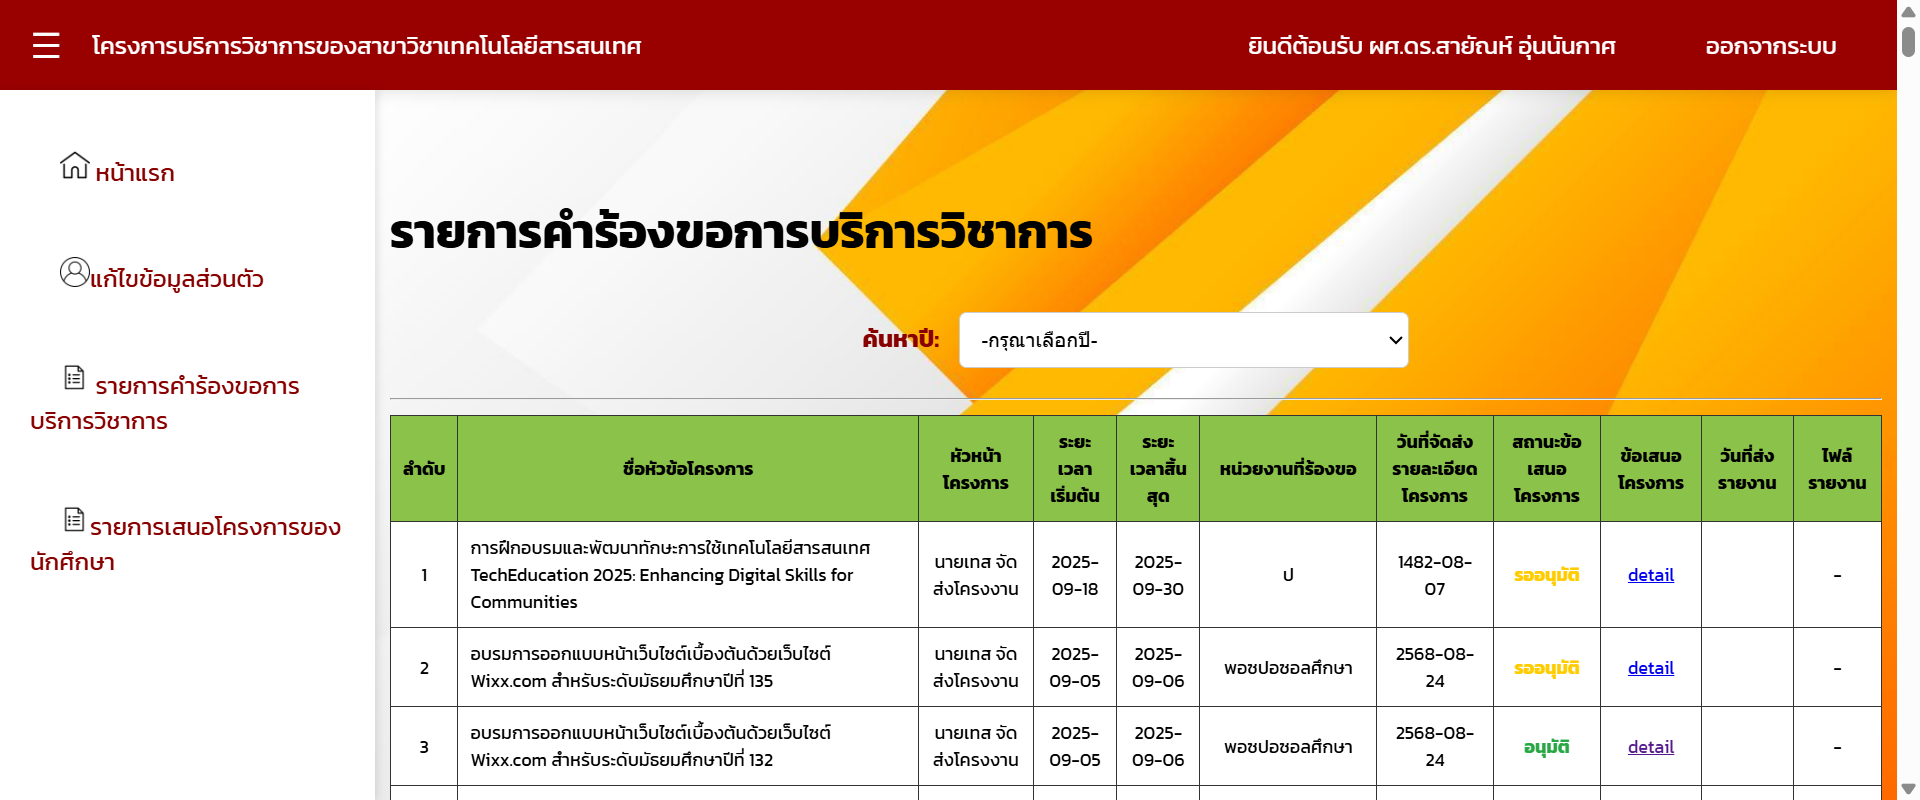 ☰ โครงการบริการวิชาการของสาขาวิชาเทคโนโลยีสารสนเทศ ยินดีต้อนรับ ผศ.ดร.สายัณห์ อุ่นนันกาศ ออกจากระบบ
หน้าแรก
แก้ไขข้อมูลส่วนตัว
รายการคำร้องขอการ
บริการวิชาการ
รายการเสนอโครงการของ
นักศึกษา
รายการคำร้องขอการบริการวิชาการ
ค้นหาปี: -กรุณาเลือกปี-
ลำดับ
ชื่อหัวข้อโครงการ
หัวหน้า
โครงการ
ระยะ
เวลา
เริ่มต้น
ระยะ
เวลาสิ้น
สุด
หน่วยงานที่ร้องขอ
วันที่จัดส่ง
รายละเอียด
โครงการ
สถานะข้อ
เสนอ
โครงการ
ข้อเสนอ
โครงการ
วันที่ส่ง
รายงาน
ไฟล์
รายงาน
1
การฝึกอบรมและพัฒนาทักษะการใช้เทคโนโลยีสารสนเทศ
TechEducation 2025: Enhancing Digital Skills for
Communities
นายเทส จัด
ส่งโครงงาน
2025-
09-18
2025-
09-30
ป
1482-08-
07
รออนุมัติ
detail
-
2
อบรมการออกแบบหน้าเว็บไซต์เบื้องต้นด้วยเว็บไซต์
Wixx.com สำหรับระดับมัธยมศึกษาปีที่ 135
นายเทส จัด
ส่งโครงงาน
2025-
09-05
2025-
09-06
พอชปอชอลศึกษา
2568-08-
24
รออนุมัติ
detail
-
3
อบรมการออกแบบหน้าเว็บไซต์เบื้องต้นด้วยเว็บไซต์
Wixx.com สำหรับระดับมัธยมศึกษาปีที่ 132
นายเทส จัด
ส่งโครงงาน
2025-
09-05
2025-
09-06
พอชปอชอลศึกษา
2568-08-
24
อนุมัติ
detail
-